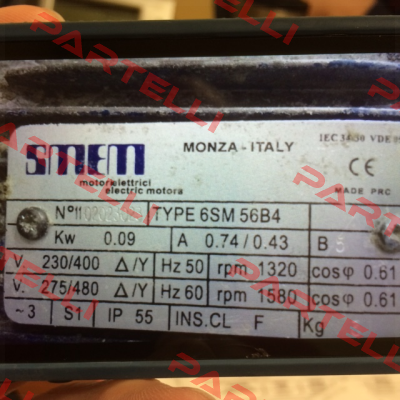 SMEM
motori elettrici
electric motors
MONZA - ITALY
IEC 34-30 VDE
CE
MADE PRC
N° TYPE 6SM 56B4
Kw 0.09 A 0.74 / 0.43 B
V. 230/400 Δ/Y Hz 50 rpm 1320 cosφ 0.61
V. 275/480 Δ/Y Hz 60 rpm 1580 cosφ 0.61
~3 S1 IP 55 INS.CL F Kg
PARTELLI
PARTELLI
PARTELLI
PARTELLI
PARTELLI